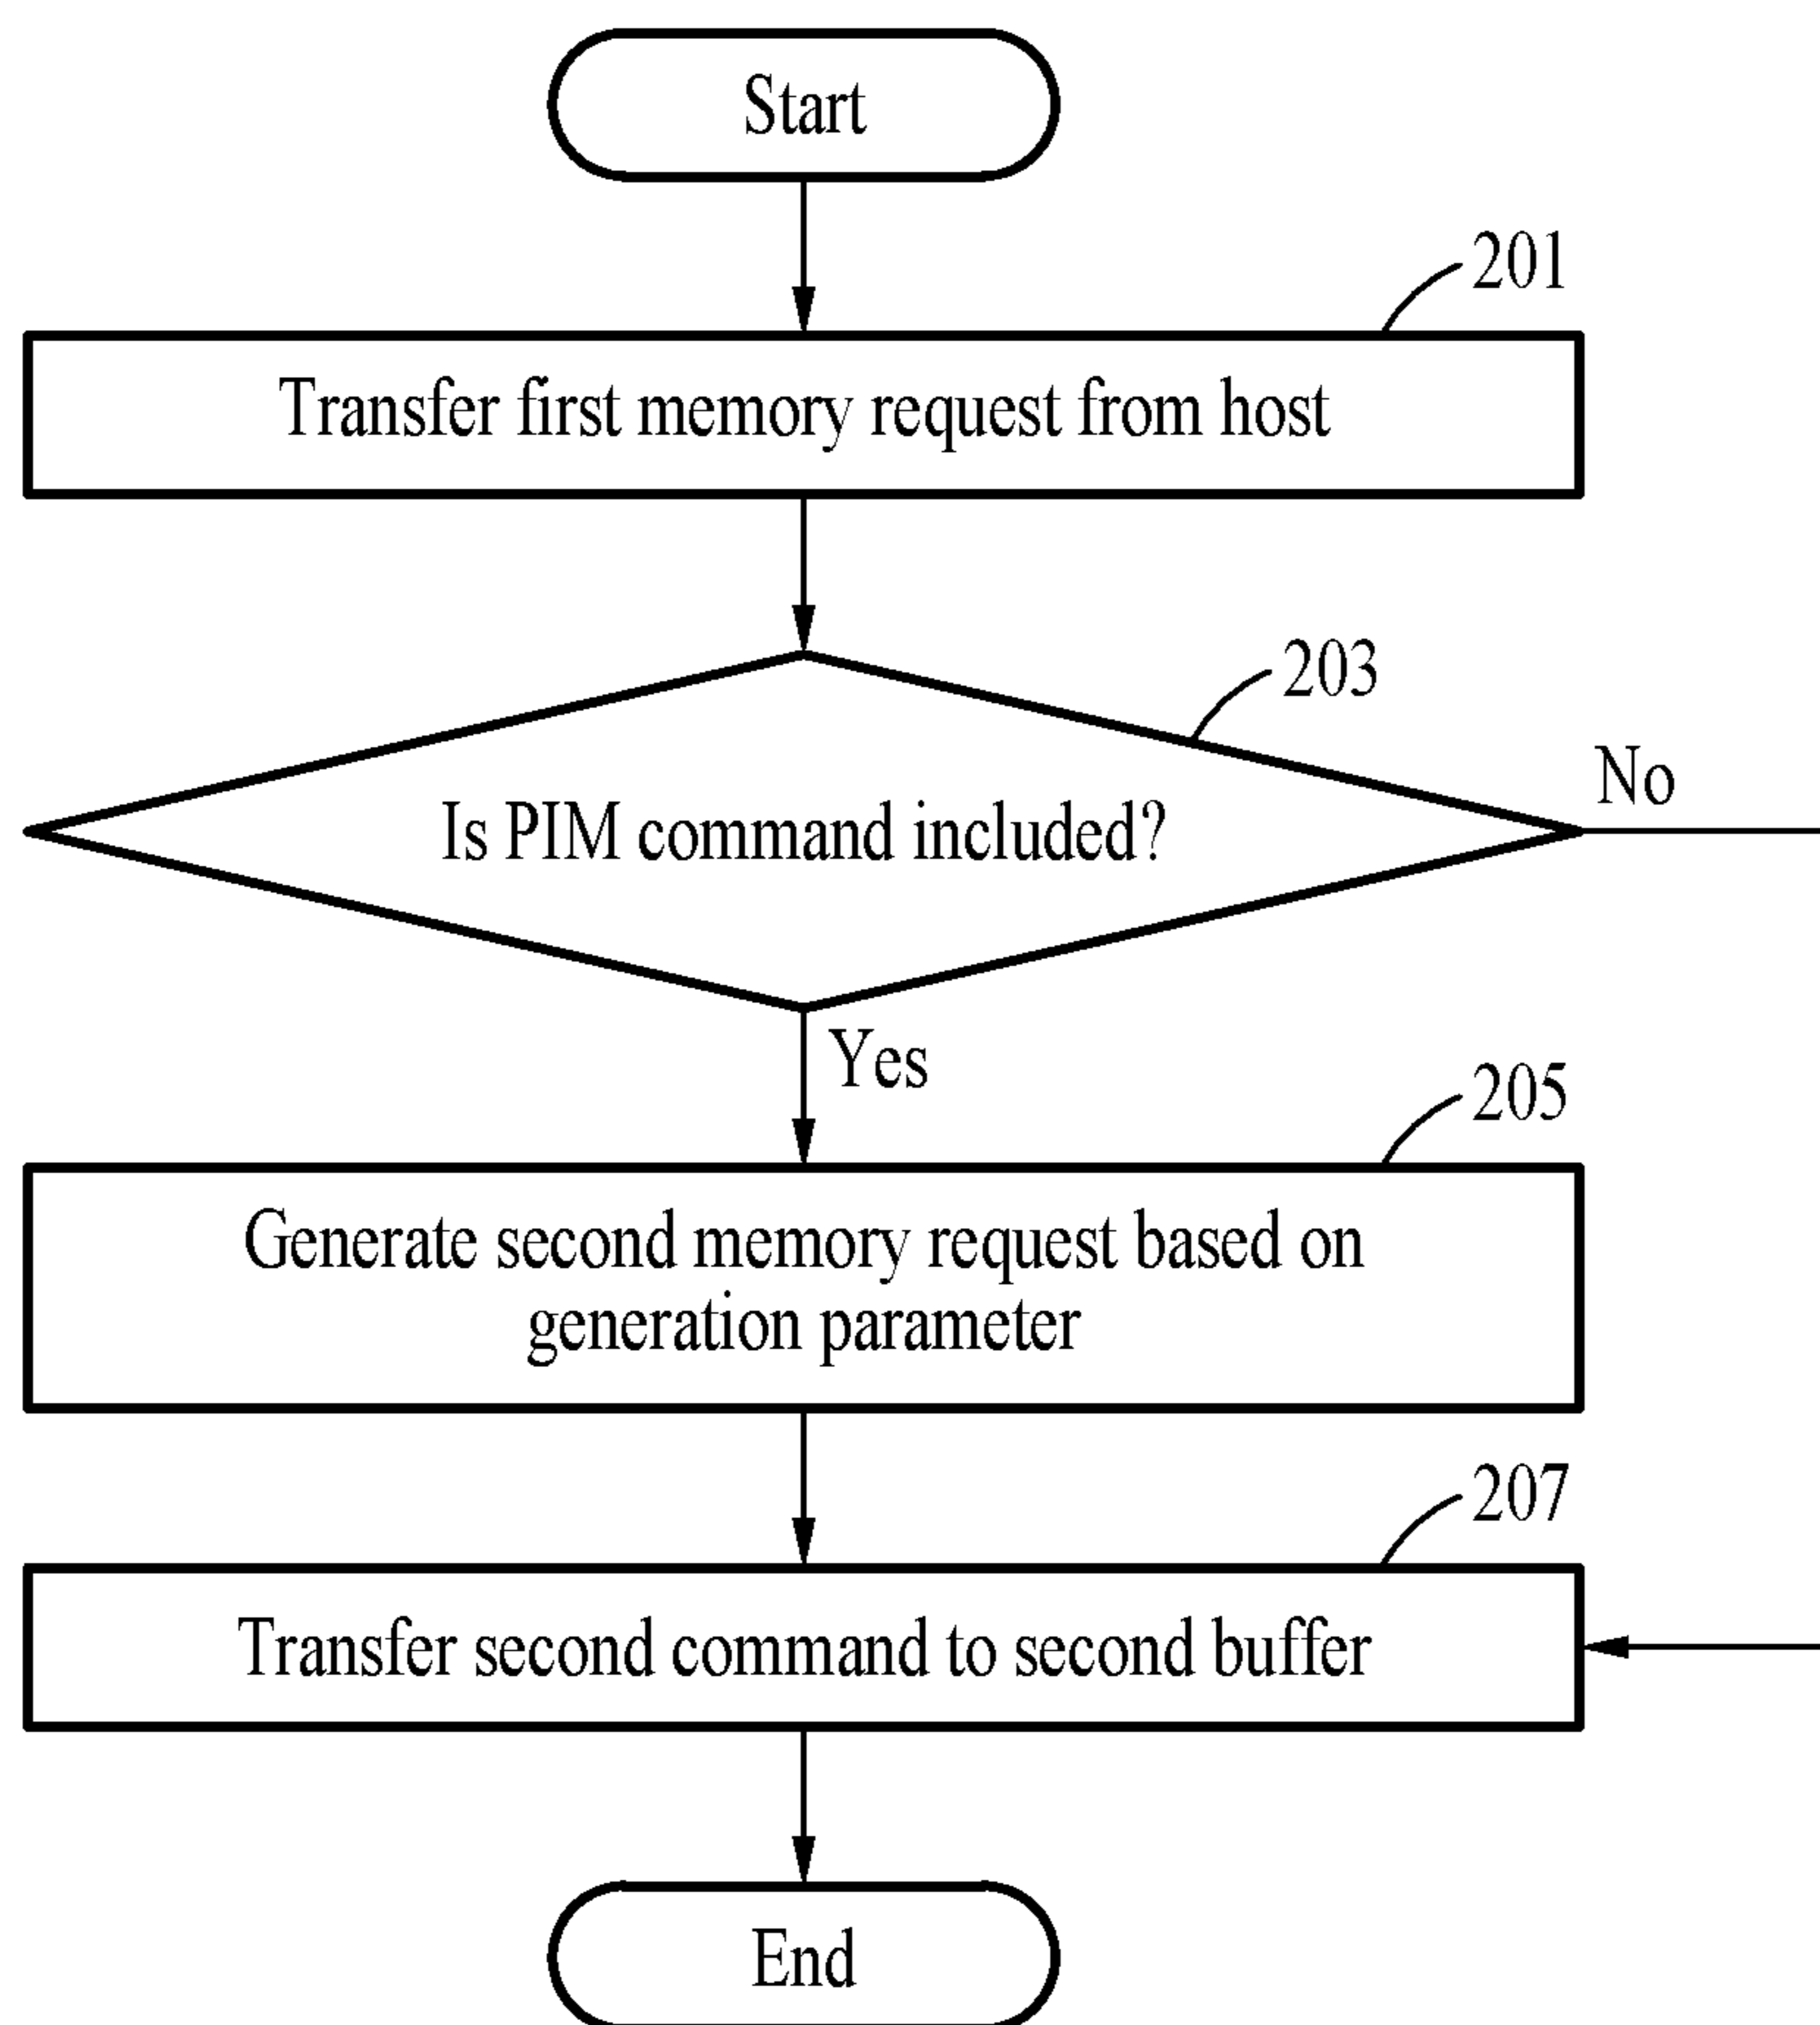 Start
201
Transfer first memory request from host
203
No
Is PIM command included?
Yes
205
Generate second memory request based on
generation parameter
207
Transfer second command to second buffer
End